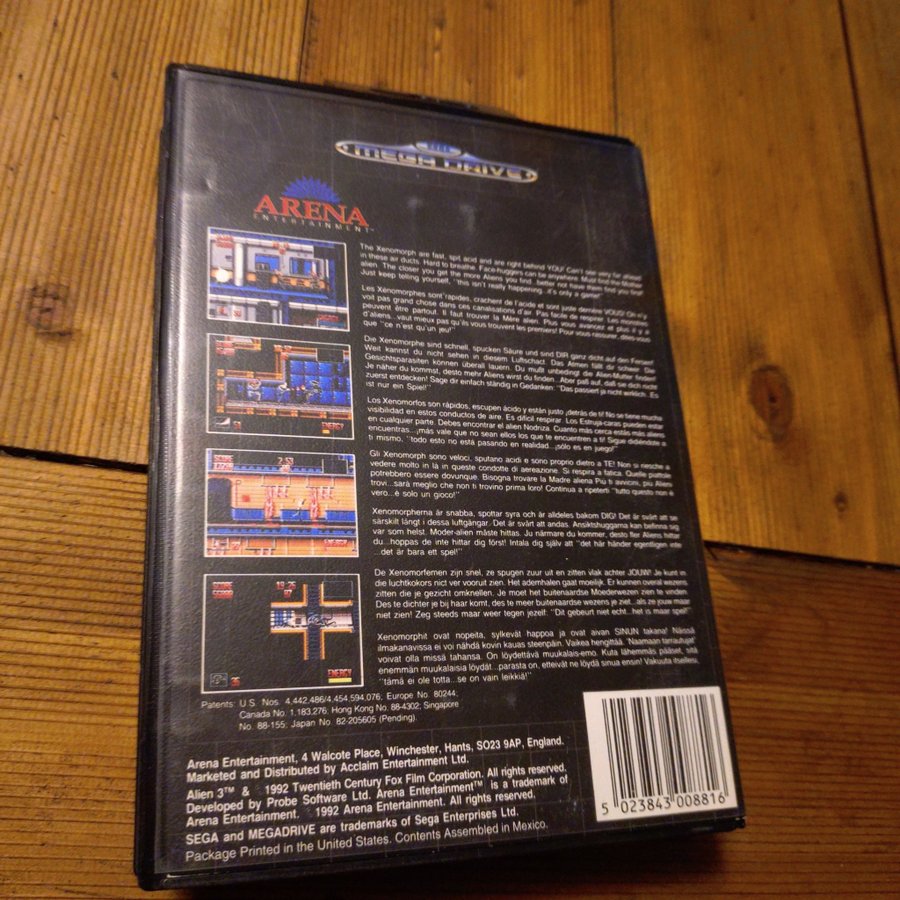 MEGA DRIVE
ARENA
ENTERTAINMENT™
The Xenomorph are fast, spit acid and are right behind YOU! Can't see very far ahead
in these air ducts. Hard to breathe. Face-huggers can be anywhere. Must find the Mother
alien. The closer you get the more Aliens you find...better not have them find you first!
Just keep telling yourself, "this isn't really happening...it's only a game!"
Les Xénomorphes sont rapides, crachent de l'acide et sont juste derrière VOUS! On n'y
voit pas grand chose dans ces canalisations d'air. Pas facile de respirer. Les monstres
peuvent être partout. Il faut trouver la Mère alien. Plus vous avancez et plus il y a
d'aliens...vaut mieux pas qu'ils vous trouvent les premiers! Pour vous rassurer, dites-vous
que "ce n'est qu'un jeu!"
Die Xenomorphe sind schnell, spucken Säure und sind DIR ganz dicht auf den Fersen!
Weit kannst du nicht sehen in diesem Luftschact. Das Atmen fällt dir schwer. Die
Gesichtsparasiten können überall lauern. Du mußt unbedingt die Alien-Mutter finden!
Je näher du kommst, desto mehr Aliens wirst du finden...Aber paß auf, daß sie dich nicht
zuerst entdecken! Sage dir einfach ständig in Gedanken: "Das passiert ja nicht wirklich...Es
ist nur ein Spiel!"
Los Xenomorfos son rápidos, escupen ácido y están justo ¡detrás de ti! No se tiene mucha
visibilidad en estos conductos de aire. Es difícil respirar. Los Estruja-caras pueden estar
en cualquier parte. Debes encontrar el alien Nodriza. Cuanto más cerca estás más aliens
encuentras...¡más vale que no sean ellos los que te encuentren a ti! Sigue diciéndote a
ti mismo, "todo esto no está pasando en realidad...¡sólo es en juego!"
Gli Xenomorph sono veloci, sputano acidi e sono proprio dietro a TE! Non si riesche a
vedere molto in là in queste condotte di aereazione. Si respira a fatica. Quelle piattole
potrebbero essere dovunque. Bisogna trovare la Madre aliena Più ti avvicini, più Alieni
trovi...sarà meglio che non ti trovino prima loro! Continua a ripeterti "tutto questo non è
vero...è solo un gioco!"
Xenomorpherna är snabba, spottar syra och är alldeles bakom DIG! Det är svårt att se
särskilt långt i dessa luftgångar. Det är svårt att andas. Ansiktshuggarna kan befinna sig
var som helst. Moder-alien måste hittas. Ju närmare du kommer, desto fler Aliens hittar
du...hoppas de inte hittar dig först! Intala dig själv att "det här händer egentligen inte
...det är bara ett spel!"
De Xenomorfemen zijn snel, ze spugen zuur uit en zitten vlak achter JOUW! Je kunt in
die luchtkokors nict ver vooruit zien. Het ademhalen gaat moeilijk. Er kunnen overal wezens
zitten die je gezicht omknellen. Je moet het buitenaardse Moederwezen zien te vinden.
Des te dichter je bij haar komt, des te meer buitenaardse wezens je ziet...als ze jouw maar
niet zien! Zeg steeds maar weer tegen jezelf: "Dit gebeurt niet echt...het is maar spel!"
Xenomorphit ovat nopeita, sylkevät happoa ja ovat aivan SINUN takana! Näissä
ilmakanavissa ei voi nähdä kovin kauas steenpäin. Vaikea hengittää. 'Naamaan tarrautujat'
voivat olla missä tahansa. On löydettävä muukalais-emo. Kuta lähemmäs pääset, sitä
enemmän muukalaisia löydät...parasta on, etteivät ne löydä sinua ensin! Vakuuta itsellesi,
"tämä ei ole totta...se on vain leikkiä!"
ENERGY
ENERGY
ENERGY
36
Patents: U.S. Nos. 4,442,486/4,454,594,076; Europe No. 80244;
Canada No. 1,183,276; Hong Kong No. 88-4302; Singapore
No. 88-155; Japan No. 82-205605 (Pending).
Arena Entertainment, 4 Walcote Place, Winchester, Hants, SO23 9AP, England.
Marketed and Distributed by Acclaim Entertainment Ltd.
Alien 3™ & 1992 Twentieth Century Fox Film Corporation. All rights reserved.
Developed by Probe Software Ltd. Arena Entertainment™ is a trademark of
Arena Entertainment. 1992 Arena Entertainment. All rights reserved.
SEGA and MEGADRIVE are trademarks of Sega Enterprises Ltd.
Package Printed in the United States. Contents Assembled in Mexico.
5 023843 008816